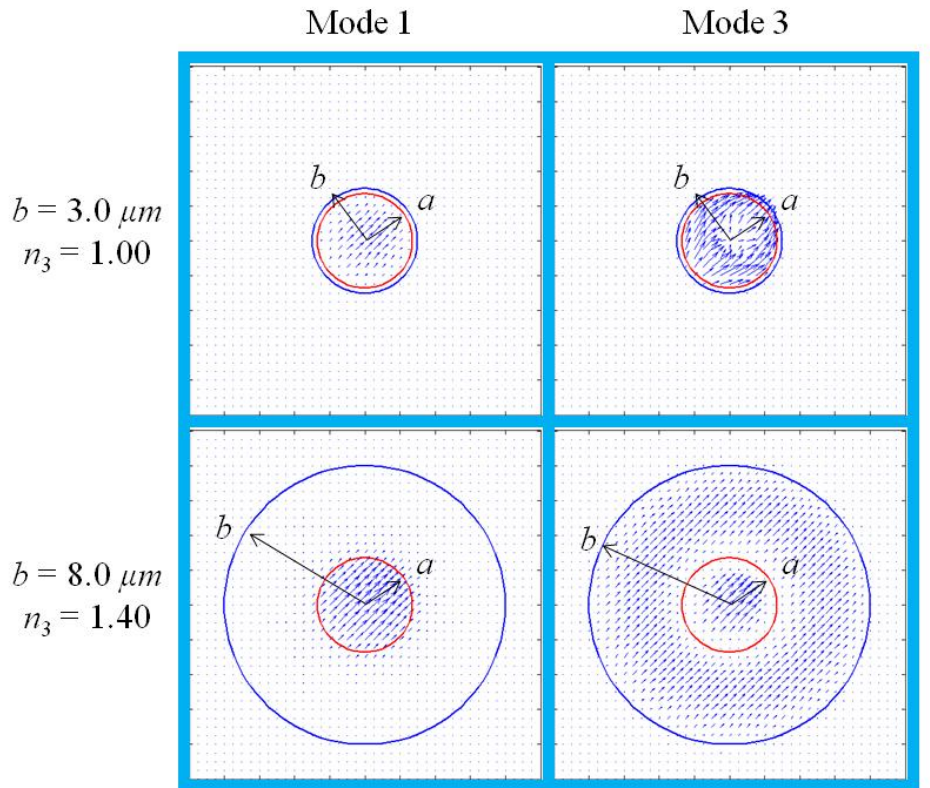 Mode 1 Mode 3
b a b a
b = 3.0 μm
n₃ = 1.00
b a b a
b = 8.0 μm
n₃ = 1.40